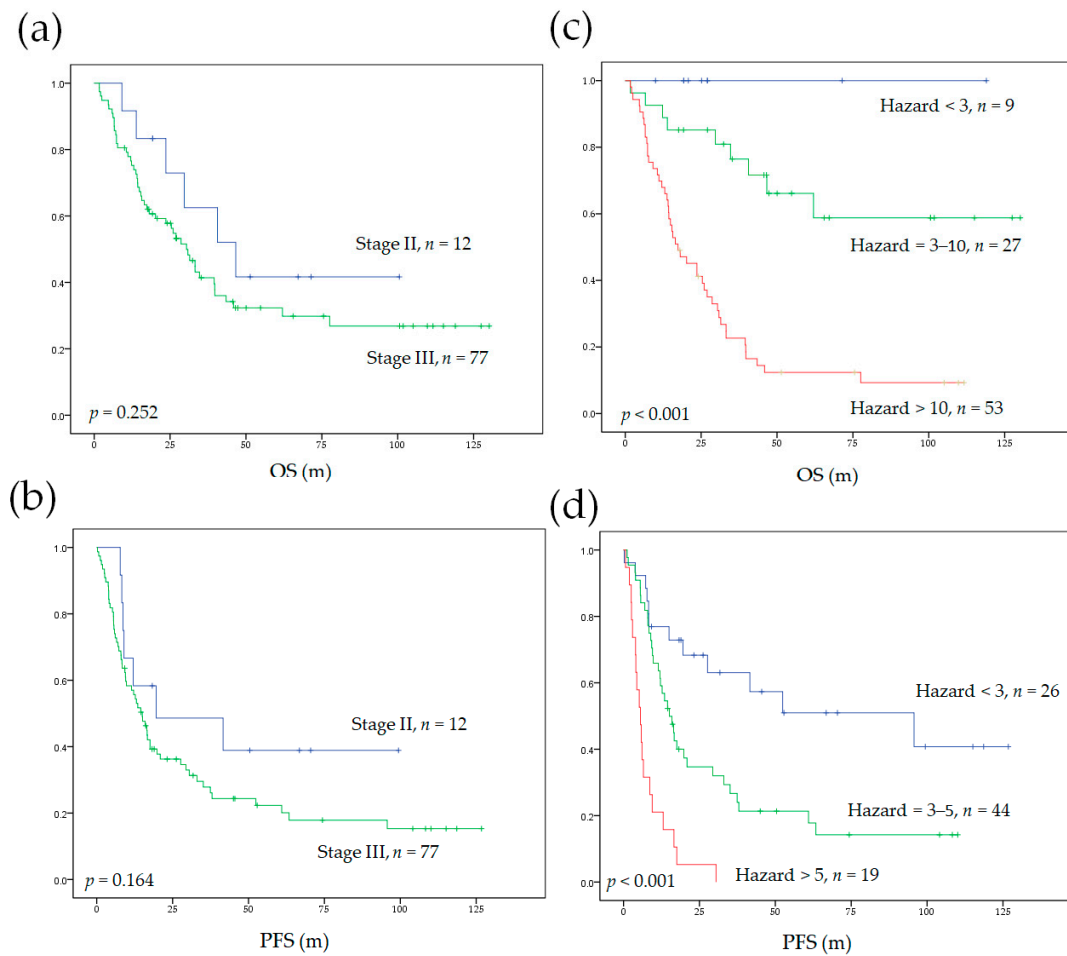 (a)
1.0
0.8
0.6
0.4
0.2
0.0
Stage II, n = 12
Stage III, n = 77
p = 0.252
0 25 50 75 100 125
OS (m)
(c)
1.0
0.8
0.6
0.4
0.2
0.0
Hazard < 3, n = 9
Hazard = 3–10, n = 27
Hazard > 10, n = 53
p < 0.001
0 25 50 75 100 125
OS (m)
(b)
1.0
0.8
0.6
0.4
0.2
0.0
Stage II, n = 12
Stage III, n = 77
p = 0.164
0 25 50 75 100 125
PFS (m)
(d)
1.0
0.8
0.6
0.4
0.2
0.0
Hazard < 3, n = 26
Hazard = 3–5, n = 44
Hazard > 5, n = 19
p < 0.001
0 25 50 75 100 125
PFS (m)